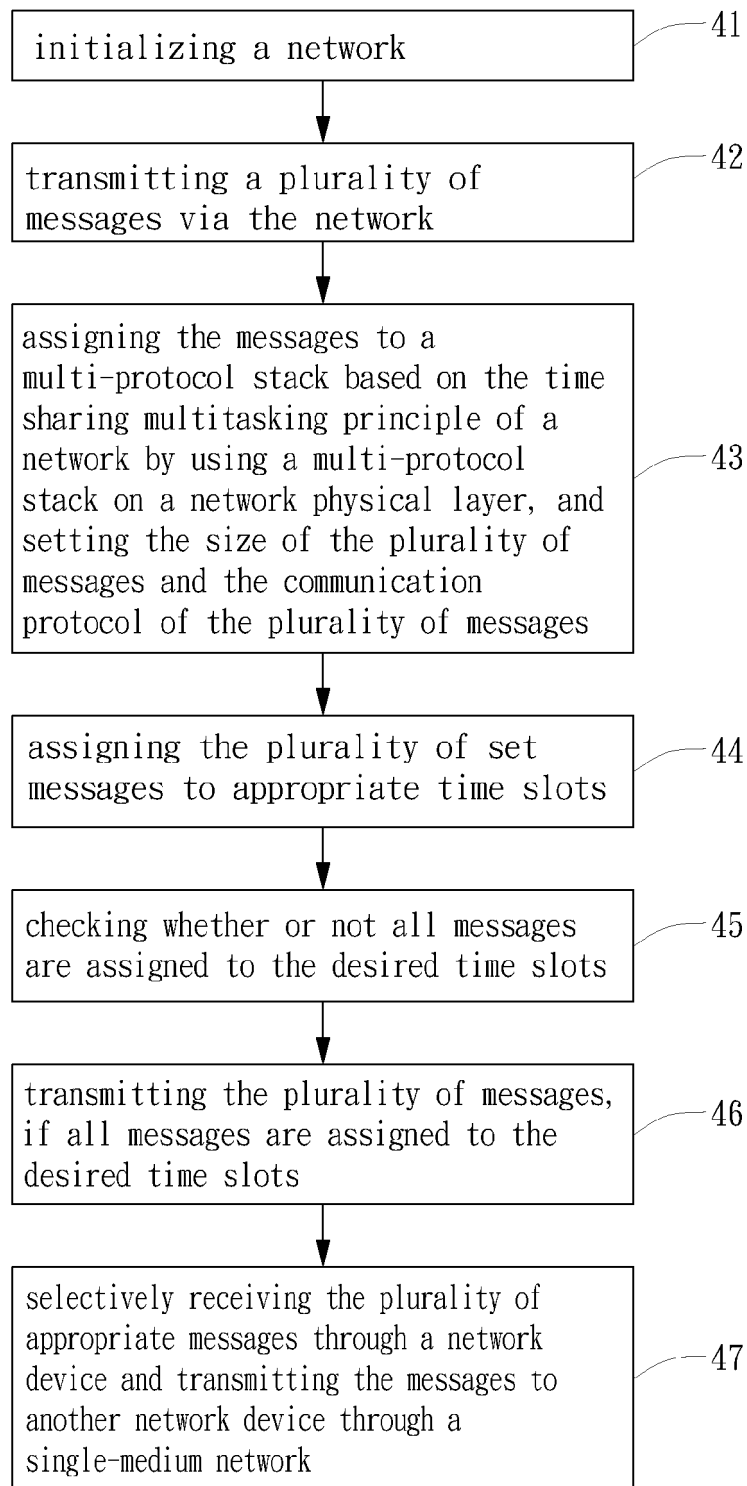 initializing a network
41
transmitting a plurality of
messages via the network
42
assigning the messages to a
multi-protocol stack based on the time
sharing multitasking principle of a
network by using a multi-protocol
stack on a network physical layer, and
setting the size of the plurality of
messages and the communication
protocol of the plurality of messages
43
assigning the plurality of set
messages to appropriate time slots
44
checking whether or not all messages
are assigned to the desired time slots
45
transmitting the plurality of messages,
if all messages are assigned to the
desired time slots
46
selectively receiving the plurality of
appropriate messages through a network
device and transmitting the messages to
another network device through a
single-medium network
47